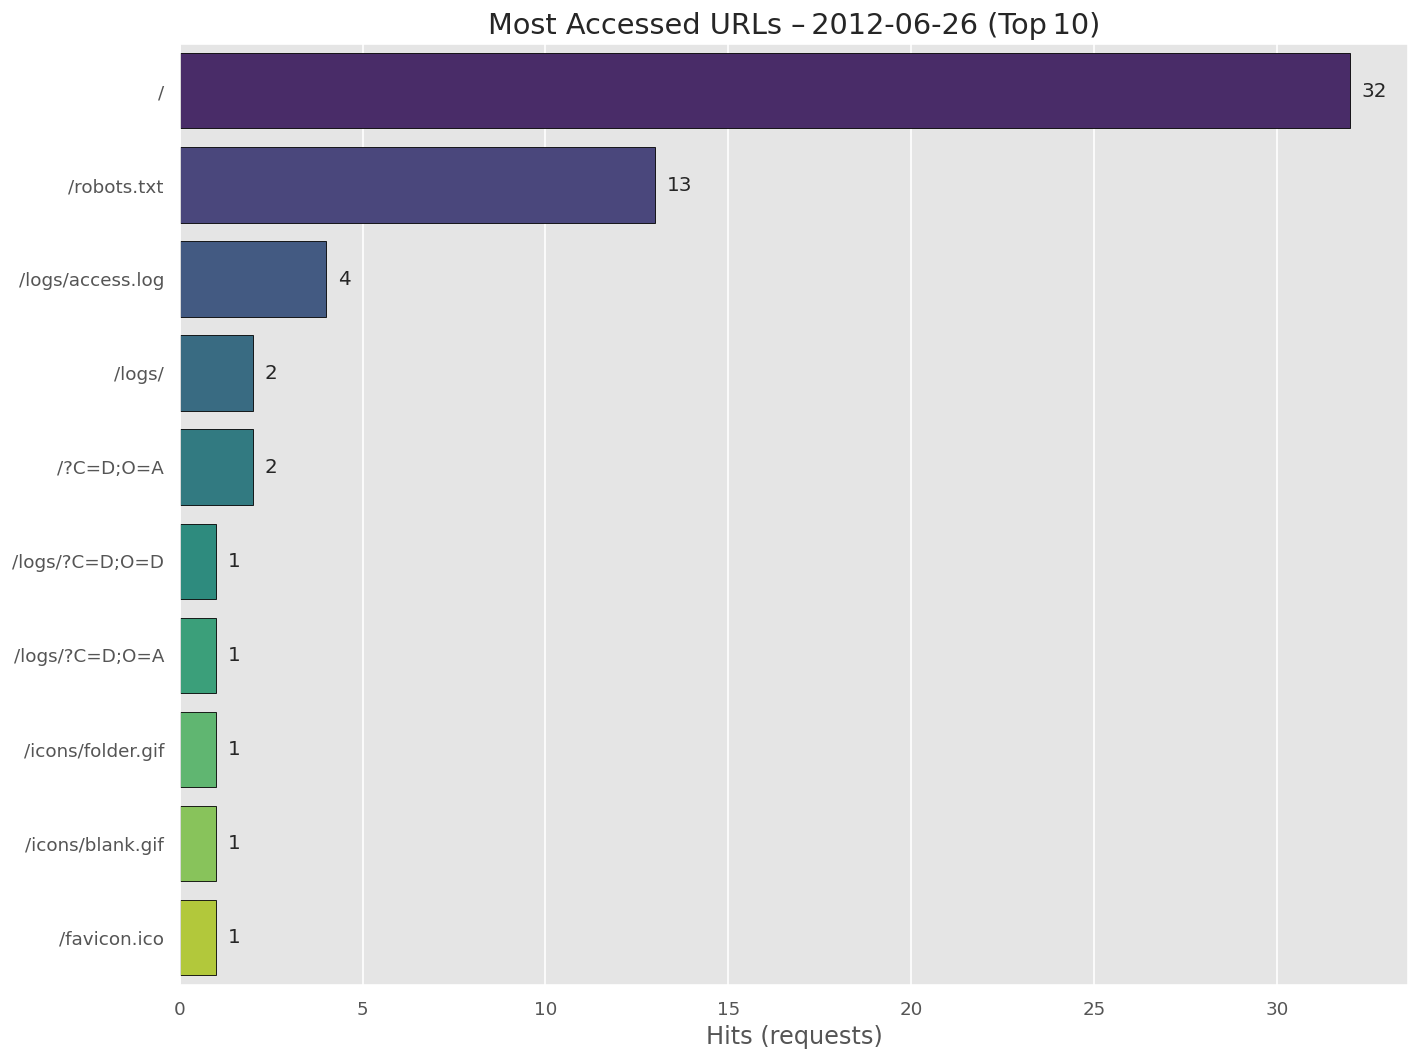 Most Accessed URLs – 2012-06-26 (Top 10)
/ 32
/robots.txt 13
/logs/access.log 4
/logs/ 2
/?C=D;O=A 2
/logs/?C=D;O=D 1
/logs/?C=D;O=A 1
/icons/folder.gif 1
/icons/blank.gif 1
/favicon.ico 1
0 5 10 15 20 25 30
Hits (requests)